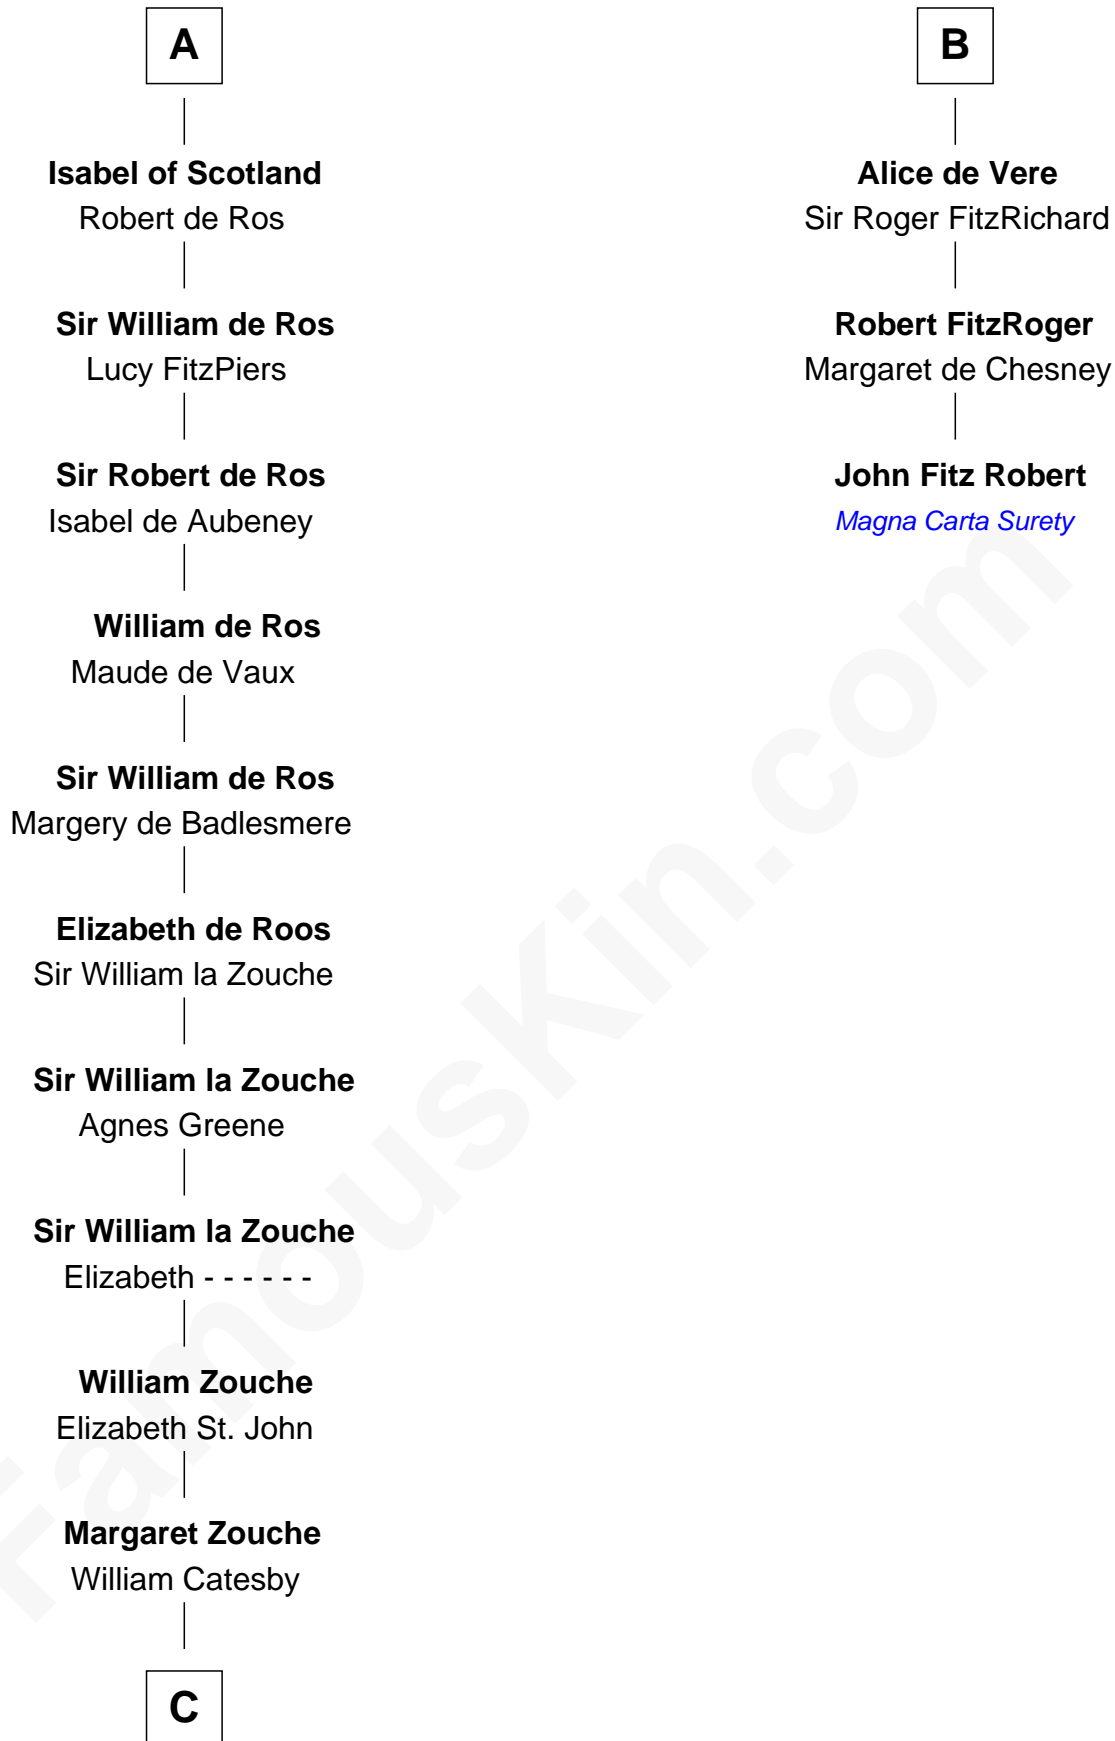 A
Isabel of Scotland
Robert de Ros
Sir William de Ros
Lucy FitzPiers
Sir Robert de Ros
Isabel de Aubeney
William de Ros
Maude de Vaux
Sir William de Ros
Margery de Badlesmere
Elizabeth de Roos
Sir William la Zouche
Sir William la Zouche
Agnes Greene
Sir William la Zouche
Elizabeth - - - - - -
William Zouche
Elizabeth St. John
Margaret Zouche
William Catesby
C
B
Alice de Vere
Sir Roger FitzRichard
Robert FitzRoger
Margaret de Chesney
John Fitz Robert
Magna Carta Surety
FamousKin.com